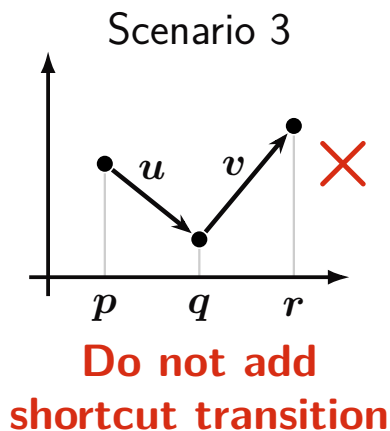 Scenario 3
u v
p q r
Do not add
shortcut transition